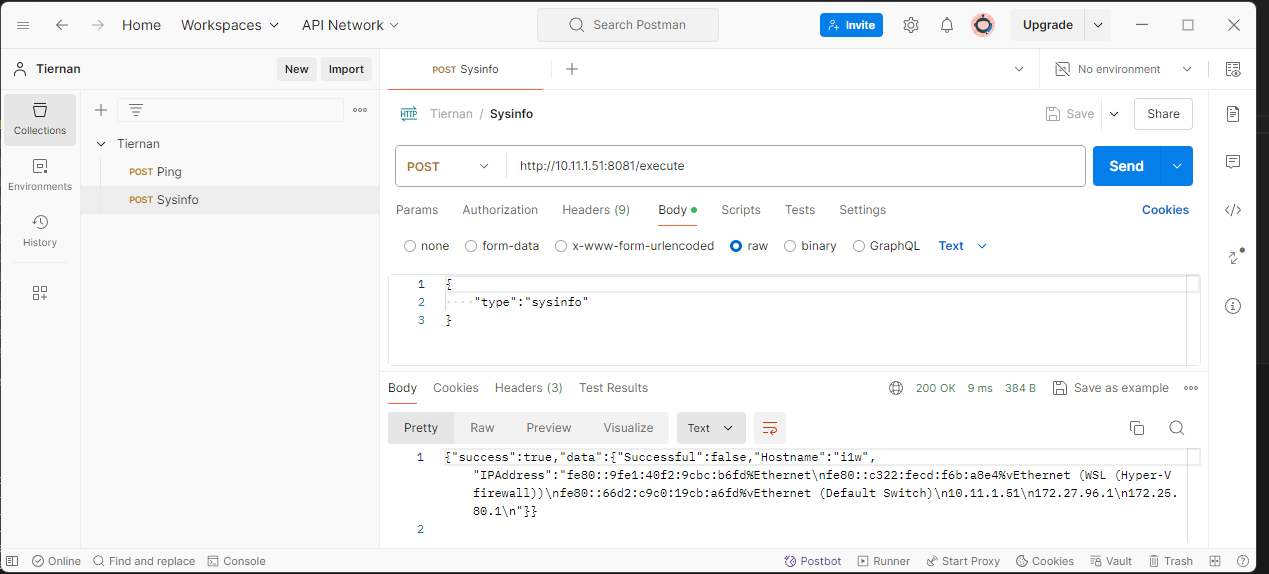 Home Workspaces API Network Search Postman Invite Upgrade
Tiernan New Import POST Sysinfo No environment
Collections
Environments
History
Tiernan
POST Ping
POST Sysinfo
HTTP Tiernan / Sysinfo Save Share
POST http://10.11.1.51:8081/execute Send
Params Authorization Headers (9) Body Scripts Tests Settings Cookies
none form-data x-www-form-urlencoded raw binary GraphQL Text
1 {
2 ····"type":"sysinfo"
3 }
Body Cookies Headers (3) Test Results 200 OK 9 ms 384 B Save as example
Pretty Raw Preview Visualize Text
1 {"success":true,"data":{"Successful":false,"Hostname":"i1w",
"IPAddress":"fe80::9fe1:40f2:9cbc:b6fd%Ethernet\nfe80::c322:fecd:f6b:a8e4%vEthernet (WSL (Hyper-V
firewall))\nfe80::66d2:c9c0:19cb:a6fd%vEthernet (Default Switch)\n10.11.1.51\n172.27.96.1\n172.25.
80.1\n"}}
2
Online Find and replace Console Postbot Runner Start Proxy Cookies Vault Trash